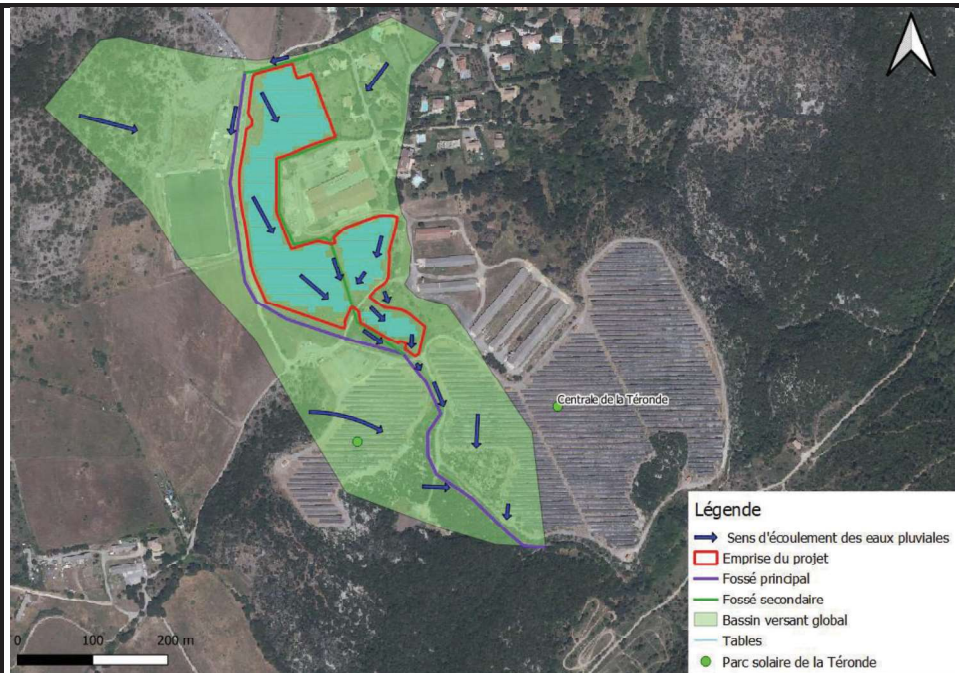 Centrale de la Téronde
Légende
Sens d'écoulement des eaux pluviales
Emprise du projet
Fossé principal
Fossé secondaire
Bassin versant global
Tables
Parc solaire de la Téronde
0 100 200 m